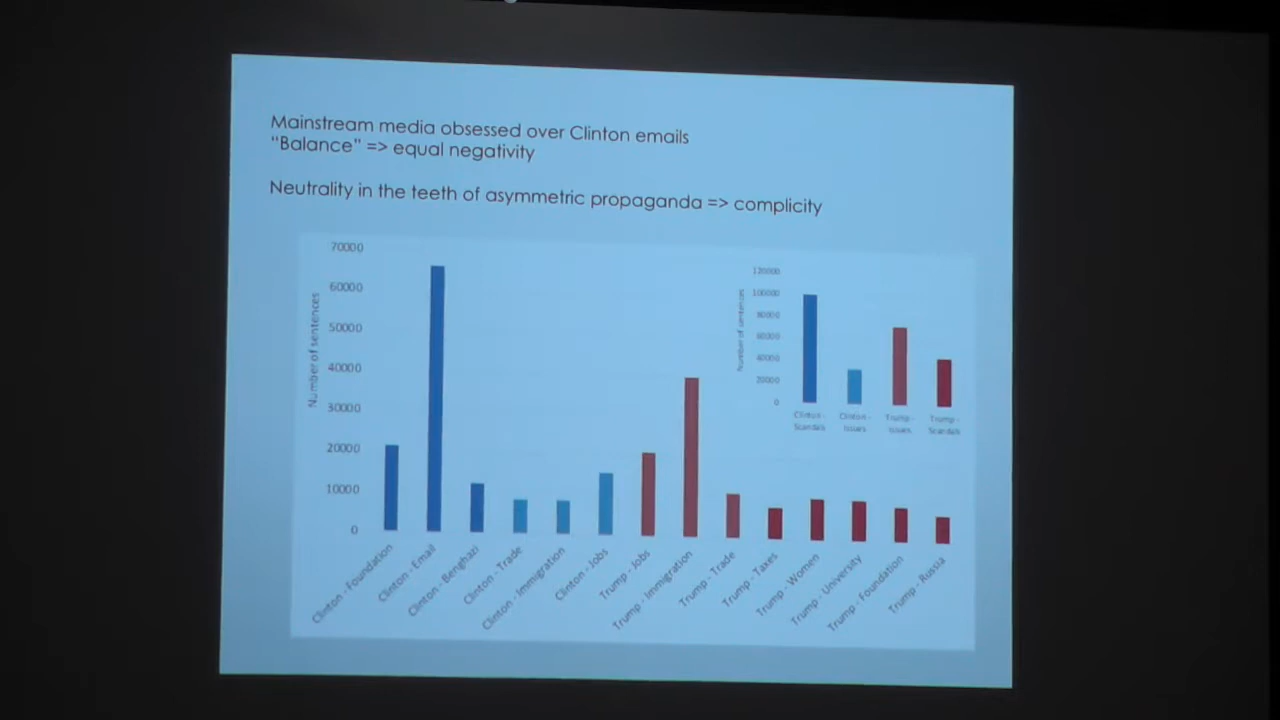 Mainstream media obsessed over Clinton emails
“Balance” => equal negativity
Neutrality in the teeth of asymmetric propaganda => complicity
70000
60000
50000
40000
30000
20000
10000
0
Number of sentences
Clinton - Foundation
Clinton - Email
Clinton - Benghazi
Clinton - Trade
Clinton - Immigration
Clinton - Jobs
Trump - Jobs
Trump - Immigration
Trump - Trade
Trump - Taxes
Trump - Women
Trump - University
Trump - Foundation
Trump - Russia
120000
100000
80000
60000
40000
20000
0
Number of sentences
Clinton -
Scandals
Clinton -
Issues
Trump -
Issues
Trump -
Scandals